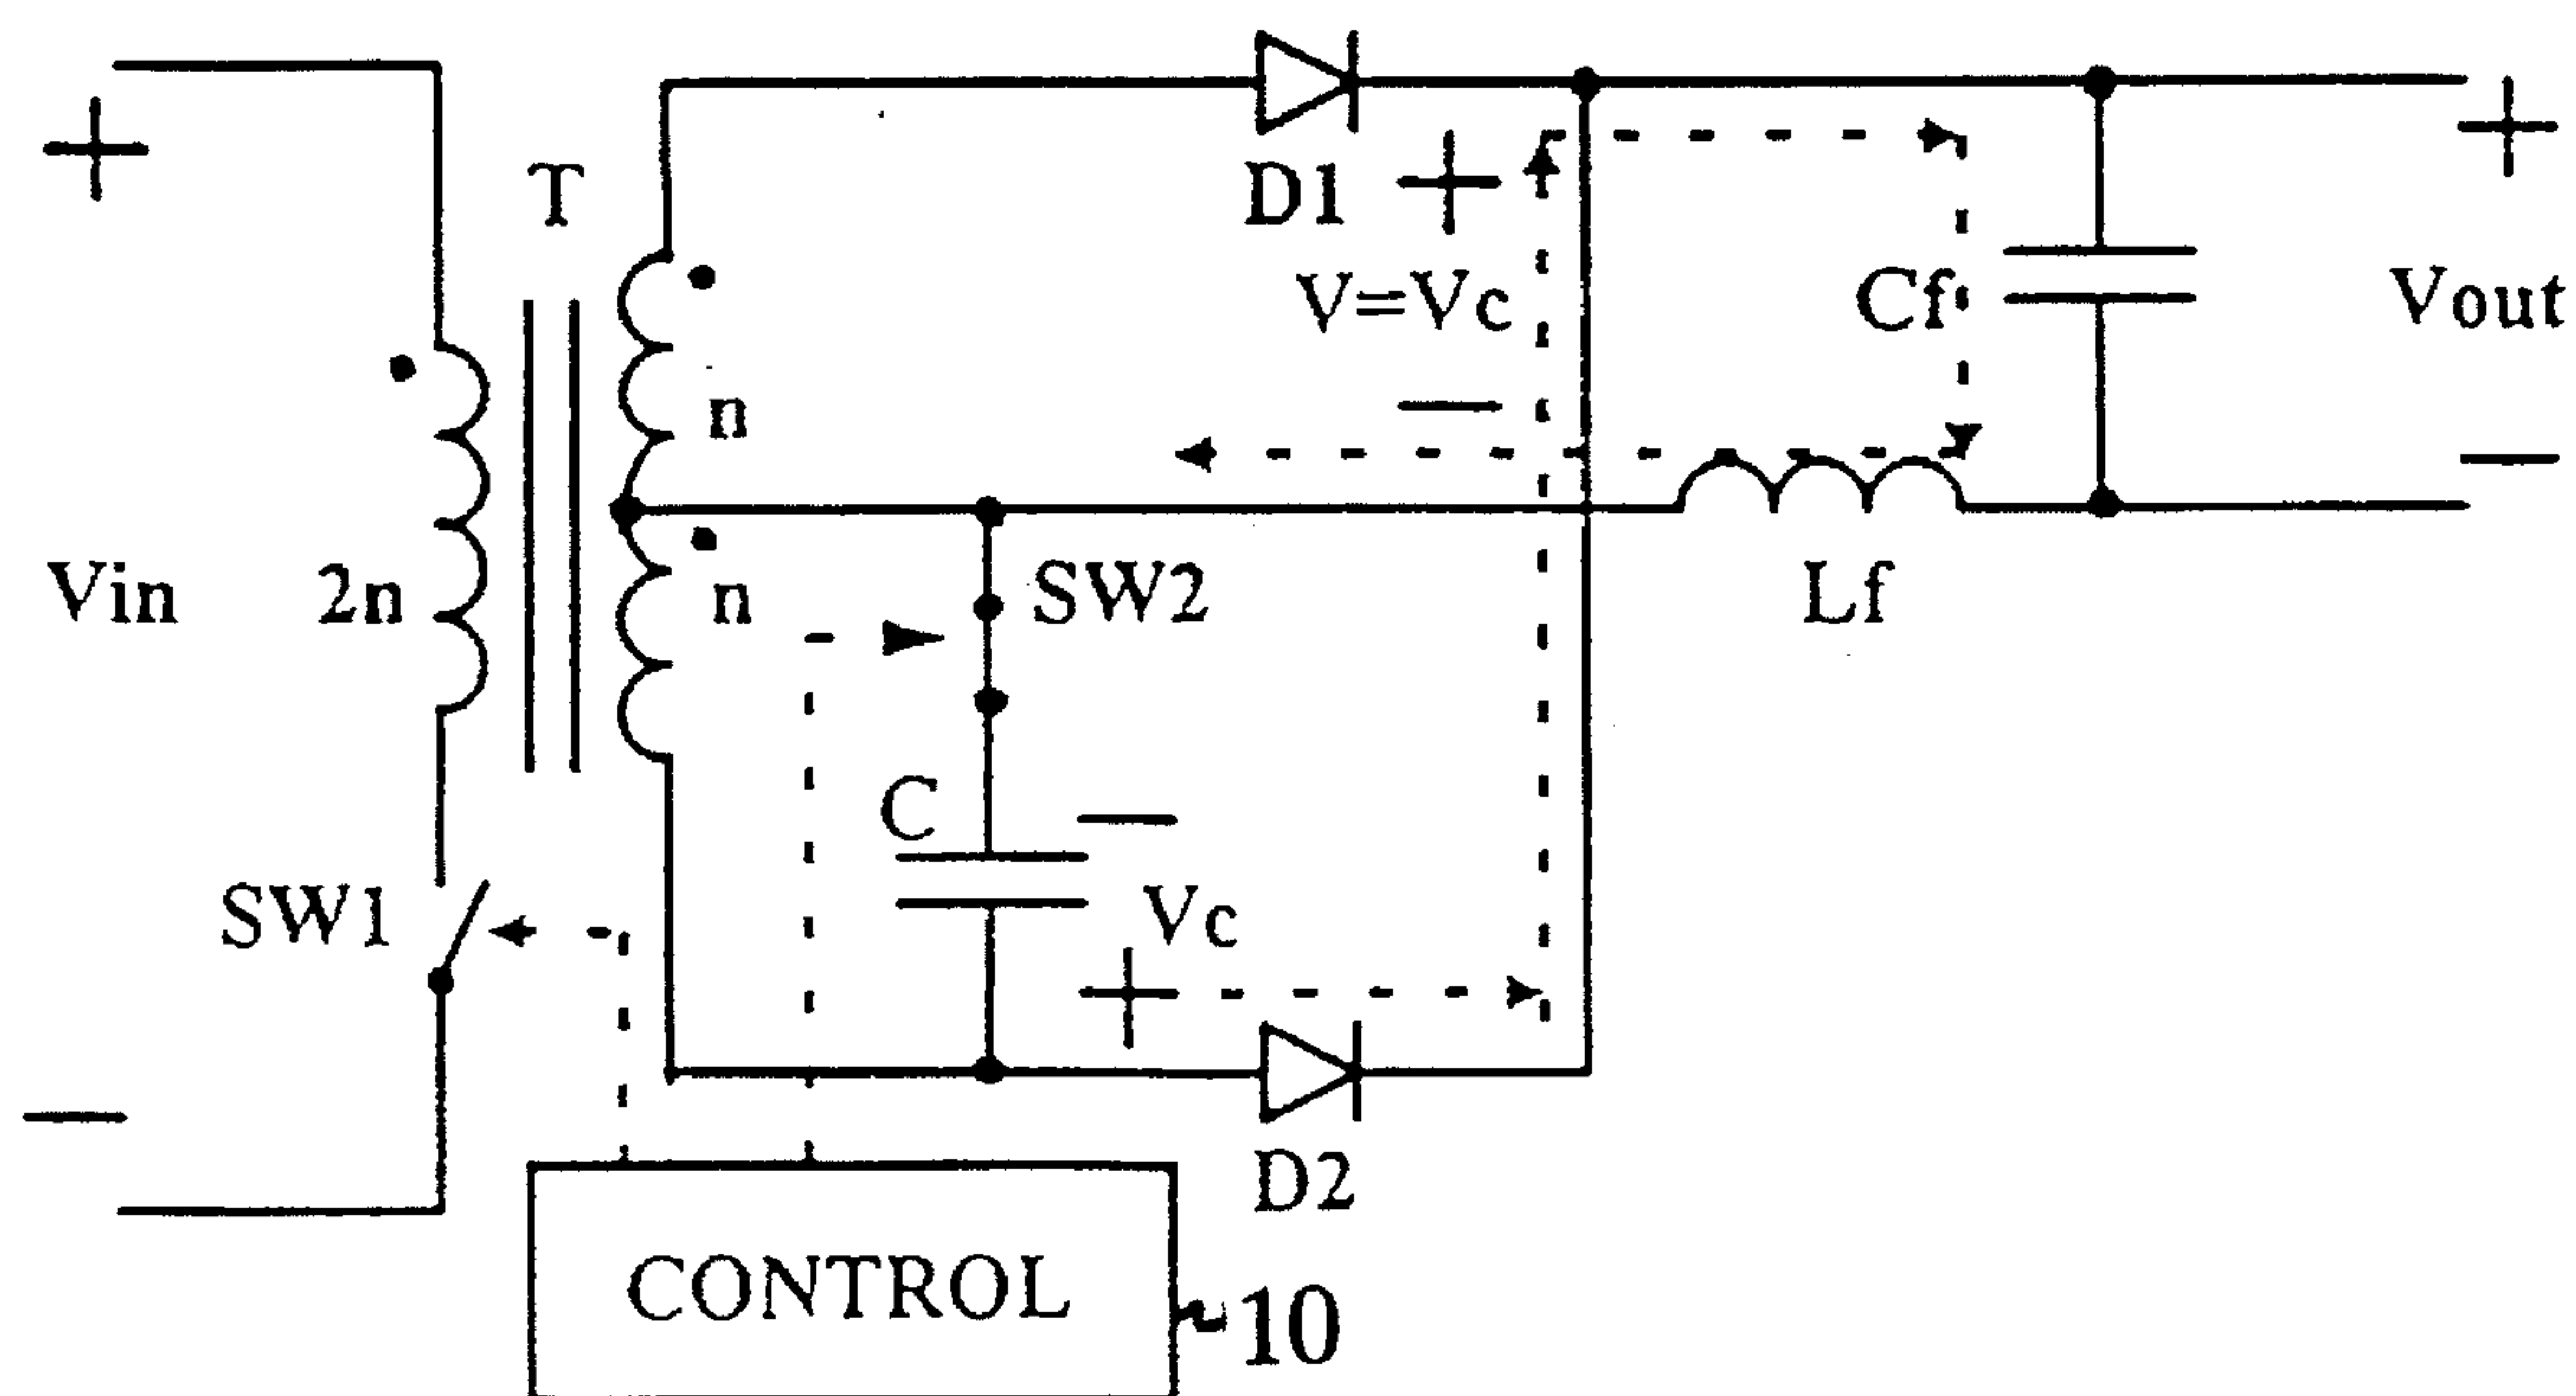 +
T
D1
+
V=Vc
−
Cf
+
Vout
−
n
n
Vin
2n
SW2
Lf
C
−
Vc
+
SW1
−
D2
CONTROL
10